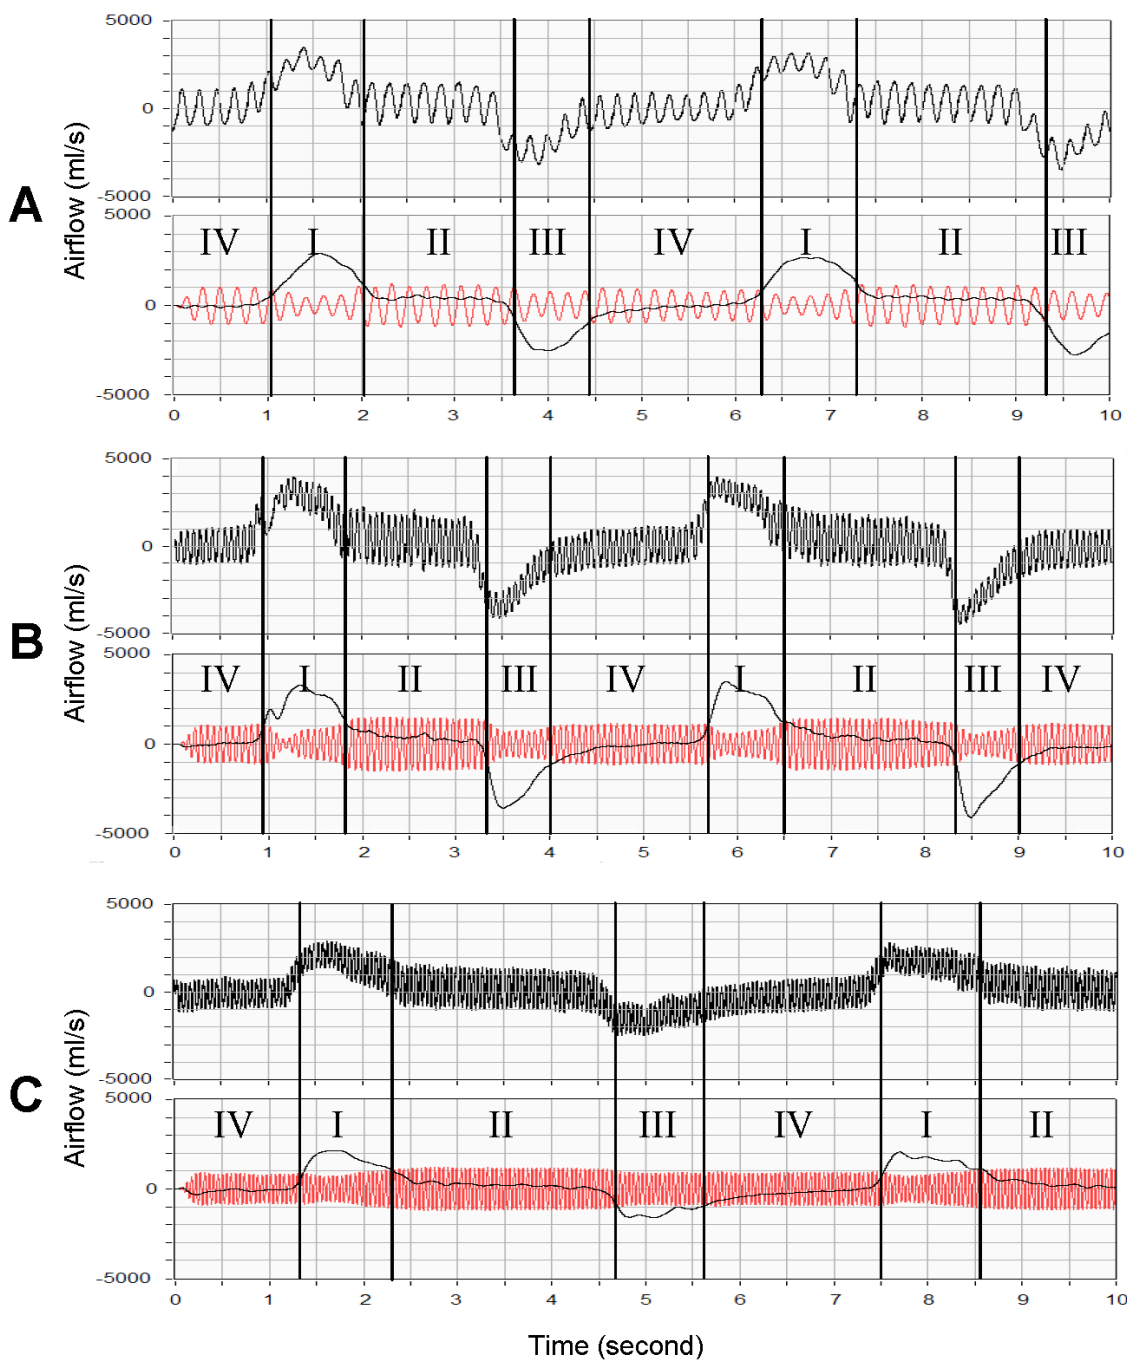 5000
0
-5000
A
Airflow (ml/s)
5000
IV I II III IV I II III
0
-5000
0 1 2 3 4 5 6 7 8 9 10
5000
0
-5000
B
Airflow (ml/s)
5000
IV I II III IV I II III IV
0
-5000
0 1 2 3 4 5 6 7 8 9 10
5000
0
-5000
C
Airflow (ml/s)
5000
IV I II III IV I II
0
-5000
0 1 2 3 4 5 6 7 8 9 10
Time (second)